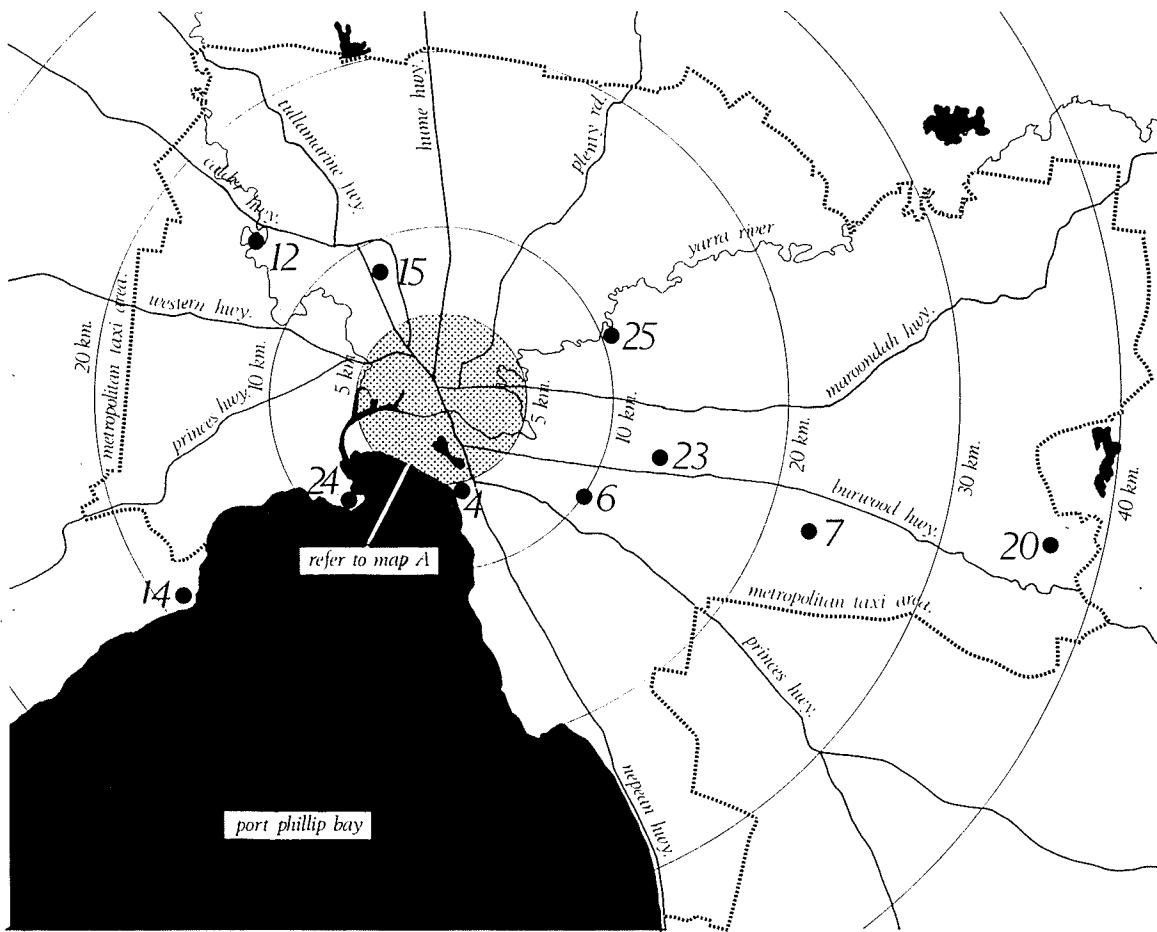 hume hwy.
plenty rd.
tullamarine hwy.
calder hwy.
yarra river
12
15
western hwy.
metropolitan taxi area.
20 km.
10 km.
5 km.
25
maroondah hwy.
5 km.
10 km.
princes hwy.
20 km.
30 km.
40 km.
23
24
4
6
burwood hwy.
7
20
refer to map A
14
metropolitan taxi area.
princes hwy.
nepean hwy.
port phillip bay